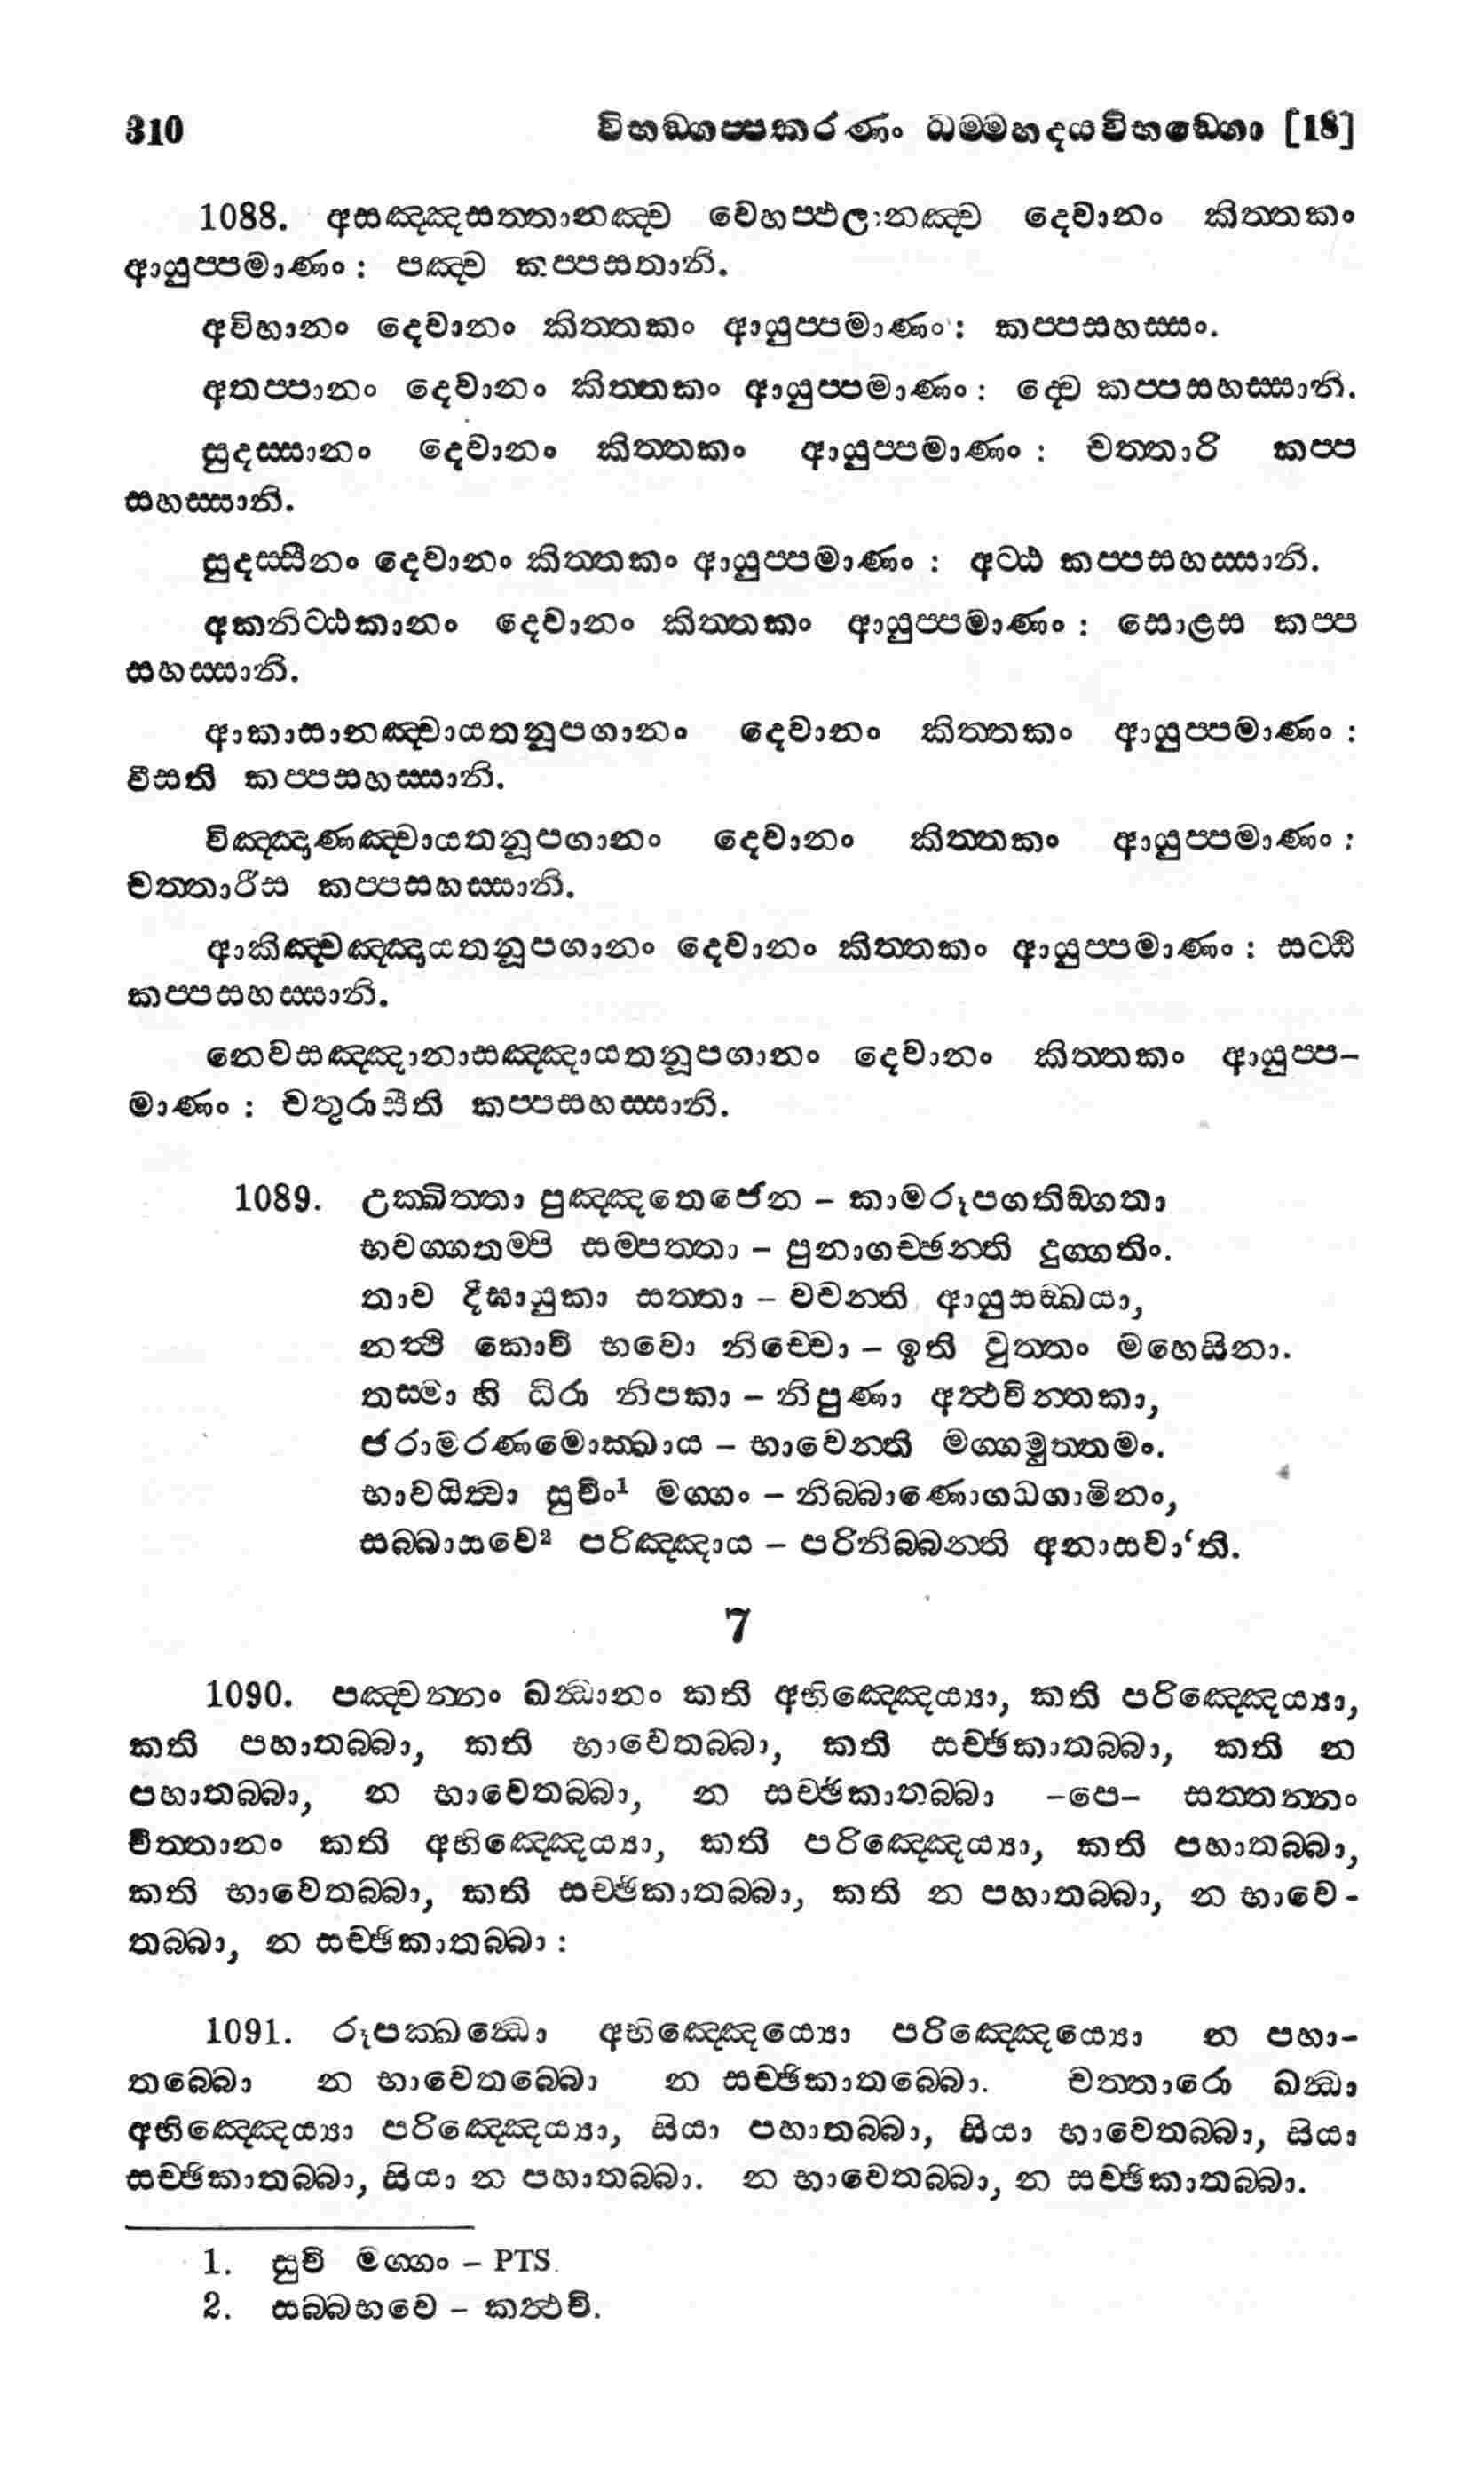 310 විභඞ්ගප්පකරණං ධම්මහදයවිභඞ්ගො [18]
1088. අසඤ්ඤසත්තානඤ්ච වෙහප්ඵලානඤ්ච දෙවානං කිත්තකං
ආයුප්පමාණං : පඤ්ච කප්පසතානි.
අවිහානං දෙවානං කිත්තකං ආයුප්පමාණං : කප්පසහස්සං.
අතප්පානං දෙවානං කිත්තකං ආයුප්පමාණං : ද්වෙ කප්පසහස්සානි.
සුදස්සානං දෙවානං කිත්තකං ආයුප්පමාණං : චත්තාරි කප්ප
සහස්සානි.
සුදස්සීනං දෙවානං කිත්තකං ආයුප්පමාණං : අට්ඨ කප්පසහස්සානි.
අකනිට්ඨකානං දෙවානං කිත්තකං ආයුප්පමාණං : සොළස කප්ප
සහස්සානි.
ආකාසානඤ්චායතනූපගානං දෙවානං කිත්තකං ආයුප්පමාණං :
වීසති කප්පසහස්සානි.
විඤ්ඤාණඤ්චායතනූපගානං දෙවානං කිත්තකං ආයුප්පමාණං :
චත්තාරීස කප්පසහස්සානි.
ආකිඤ්චඤ්ඤායතනූපගානං දෙවානං කිත්තකං ආයුප්පමාණං : සට්ඨි
කප්පසහස්සානි.
නෙවසඤ්ඤානාසඤ්ඤායතනූපගානං දෙවානං කිත්තකං ආයුප්ප–
මාණං : චතුරාසීති කප්පසහස්සානි.
1089. උක්ඛිත්තා පුඤ්ඤතෙජෙන – කාමරූපගතිඞ්ගතා
භවග්ගතම්පි සම්පත්තා – පුනාගච්ඡන්ති දුග්ගතිං.
තාව දීඝායුකා සත්තා – චවන්ති ආයුසඞ්ඛයා,
නත්ථි කොචි භවො නිච්චො – ඉති වුත්තං මහෙසිනා.
තස්මා හි ධීරා නිපකා – නිපුණා අත්ථචින්තකා,
ජරාමරණමොක්ඛාය – භාවෙන්ති මග්ගමුත්තමං.
භාවයිත්වා සුචිං¹ මග්ගං – නිබ්බාණොගධගාමිනං,
සබ්බාසවෙ² පරිඤ්ඤාය – පරිනිබ්බන්ති අනාසවා‘ති.
7
1090. පඤ්චන්නං ඛන්ධානං කති අභිඤ්ඤෙය්‍යා, කති පරිඤ්ඤෙය්‍යා,
කති පහාතබ්බා, කති භාවෙතබ්බා, කති සච්ඡිකාතබ්බා, කති න
පහාතබ්බා, න භාවෙතබ්බා, න සච්ඡිකාතබ්බා –පෙ– සත්තන්නං
චිත්තානං කති අභිඤ්ඤෙය්‍යා, කති පරිඤ්ඤෙය්‍යා, කති පහාතබ්බා,
කති භාවෙතබ්බා, කති සච්ඡිකාතබ්බා, කති න පහාතබ්බා, න භාවෙ-
තබ්බා, න සච්ඡිකාතබ්බා :
1091. රූපක්ඛන්ධො අභිඤ්ඤෙය්‍යො පරිඤ්ඤෙය්‍යො න පහා–
තබ්බො න භාවෙතබ්බො න සච්ඡිකාතබ්බො. චත්තාරො ඛන්ධා
අභිඤ්ඤෙය්‍යා පරිඤ්ඤෙය්‍යා, සියා පහාතබ්බා, සියා භාවෙතබ්බා, සියා
සච්ඡිකාතබ්බා, සියා න පහාතබ්බා. න භාවෙතබ්බා, න සච්ඡිකාතබ්බා.
1. සුචි මග්ගං – PTS.
2. සබ්බභවෙ – කත්ථචි.